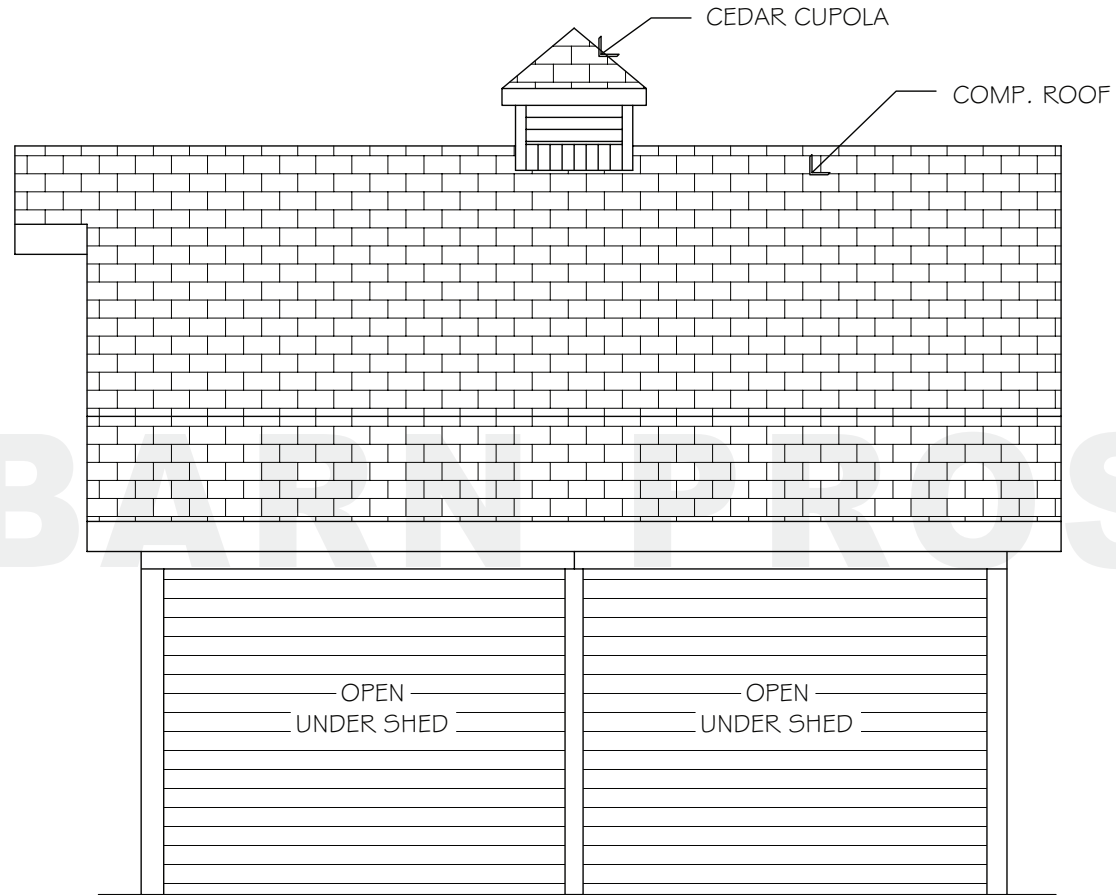 CEDAR CUPOLA
COMP. ROOF
BARN PROS
OPEN
UNDER SHED
OPEN
UNDER SHED